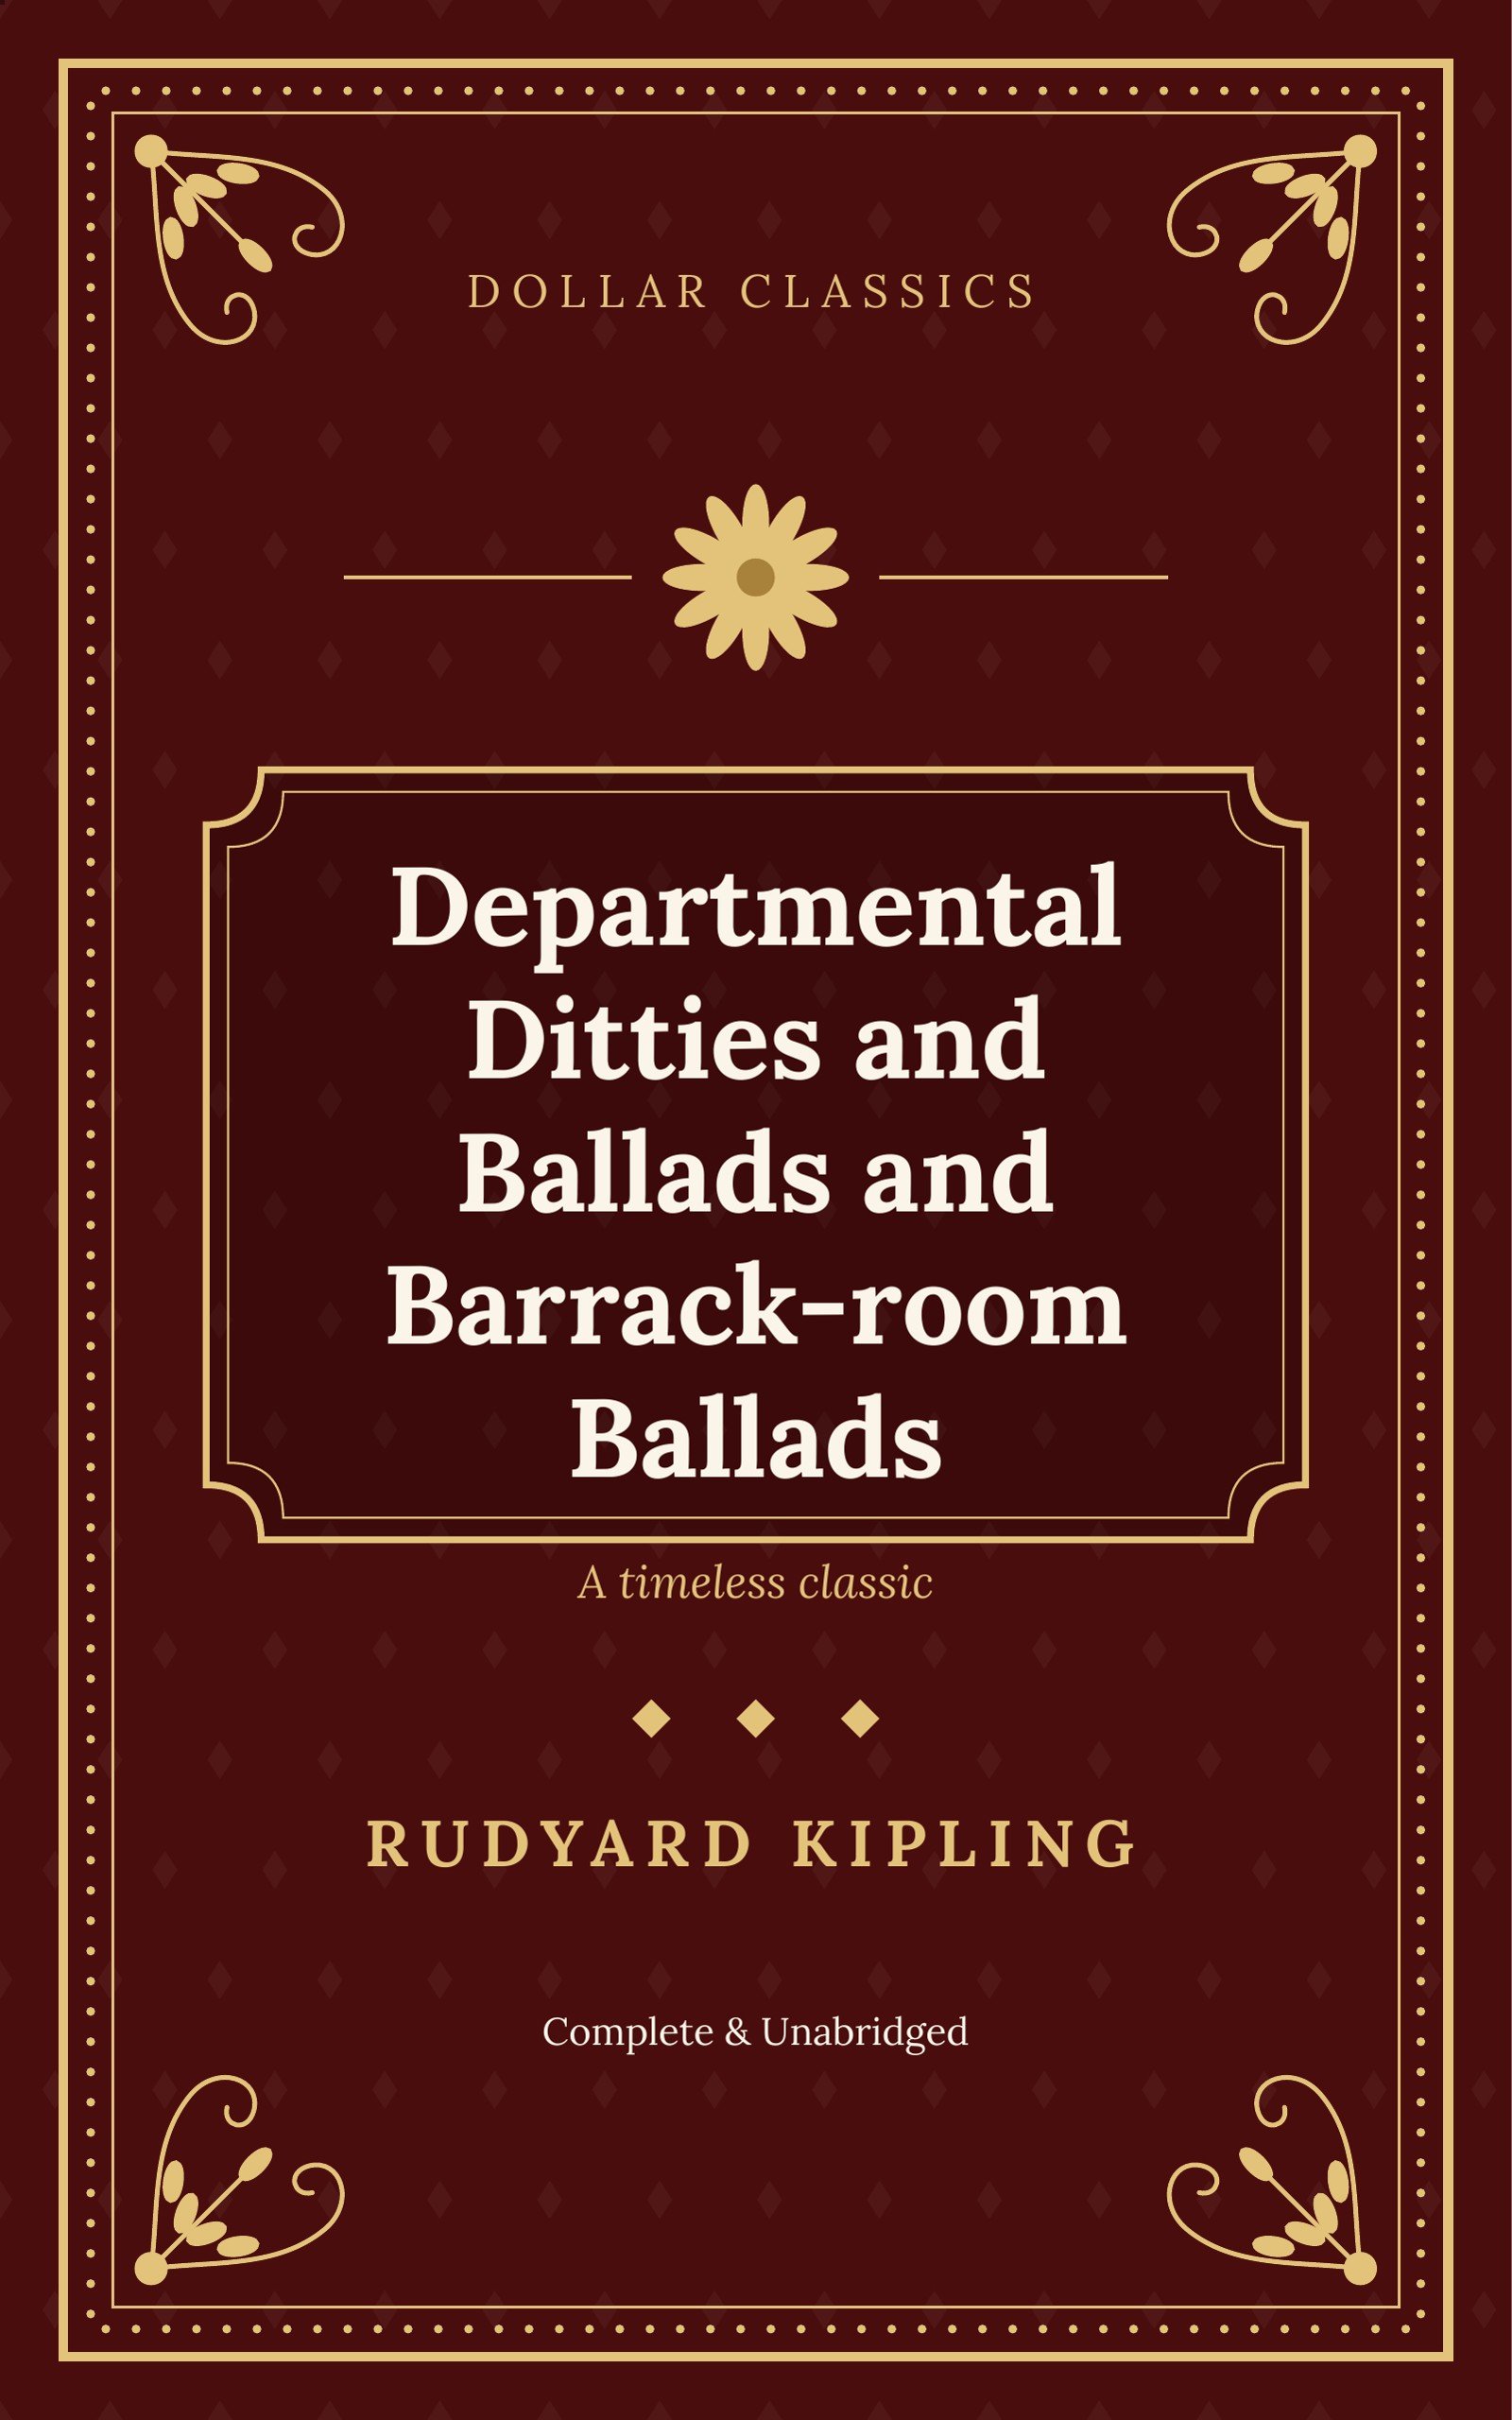 DOLLAR CLASSICS
Departmental
Ditties and
Ballads and
Barrack-room
Ballads
A timeless classic
RUDYARD KIPLING
Complete & Unabridged